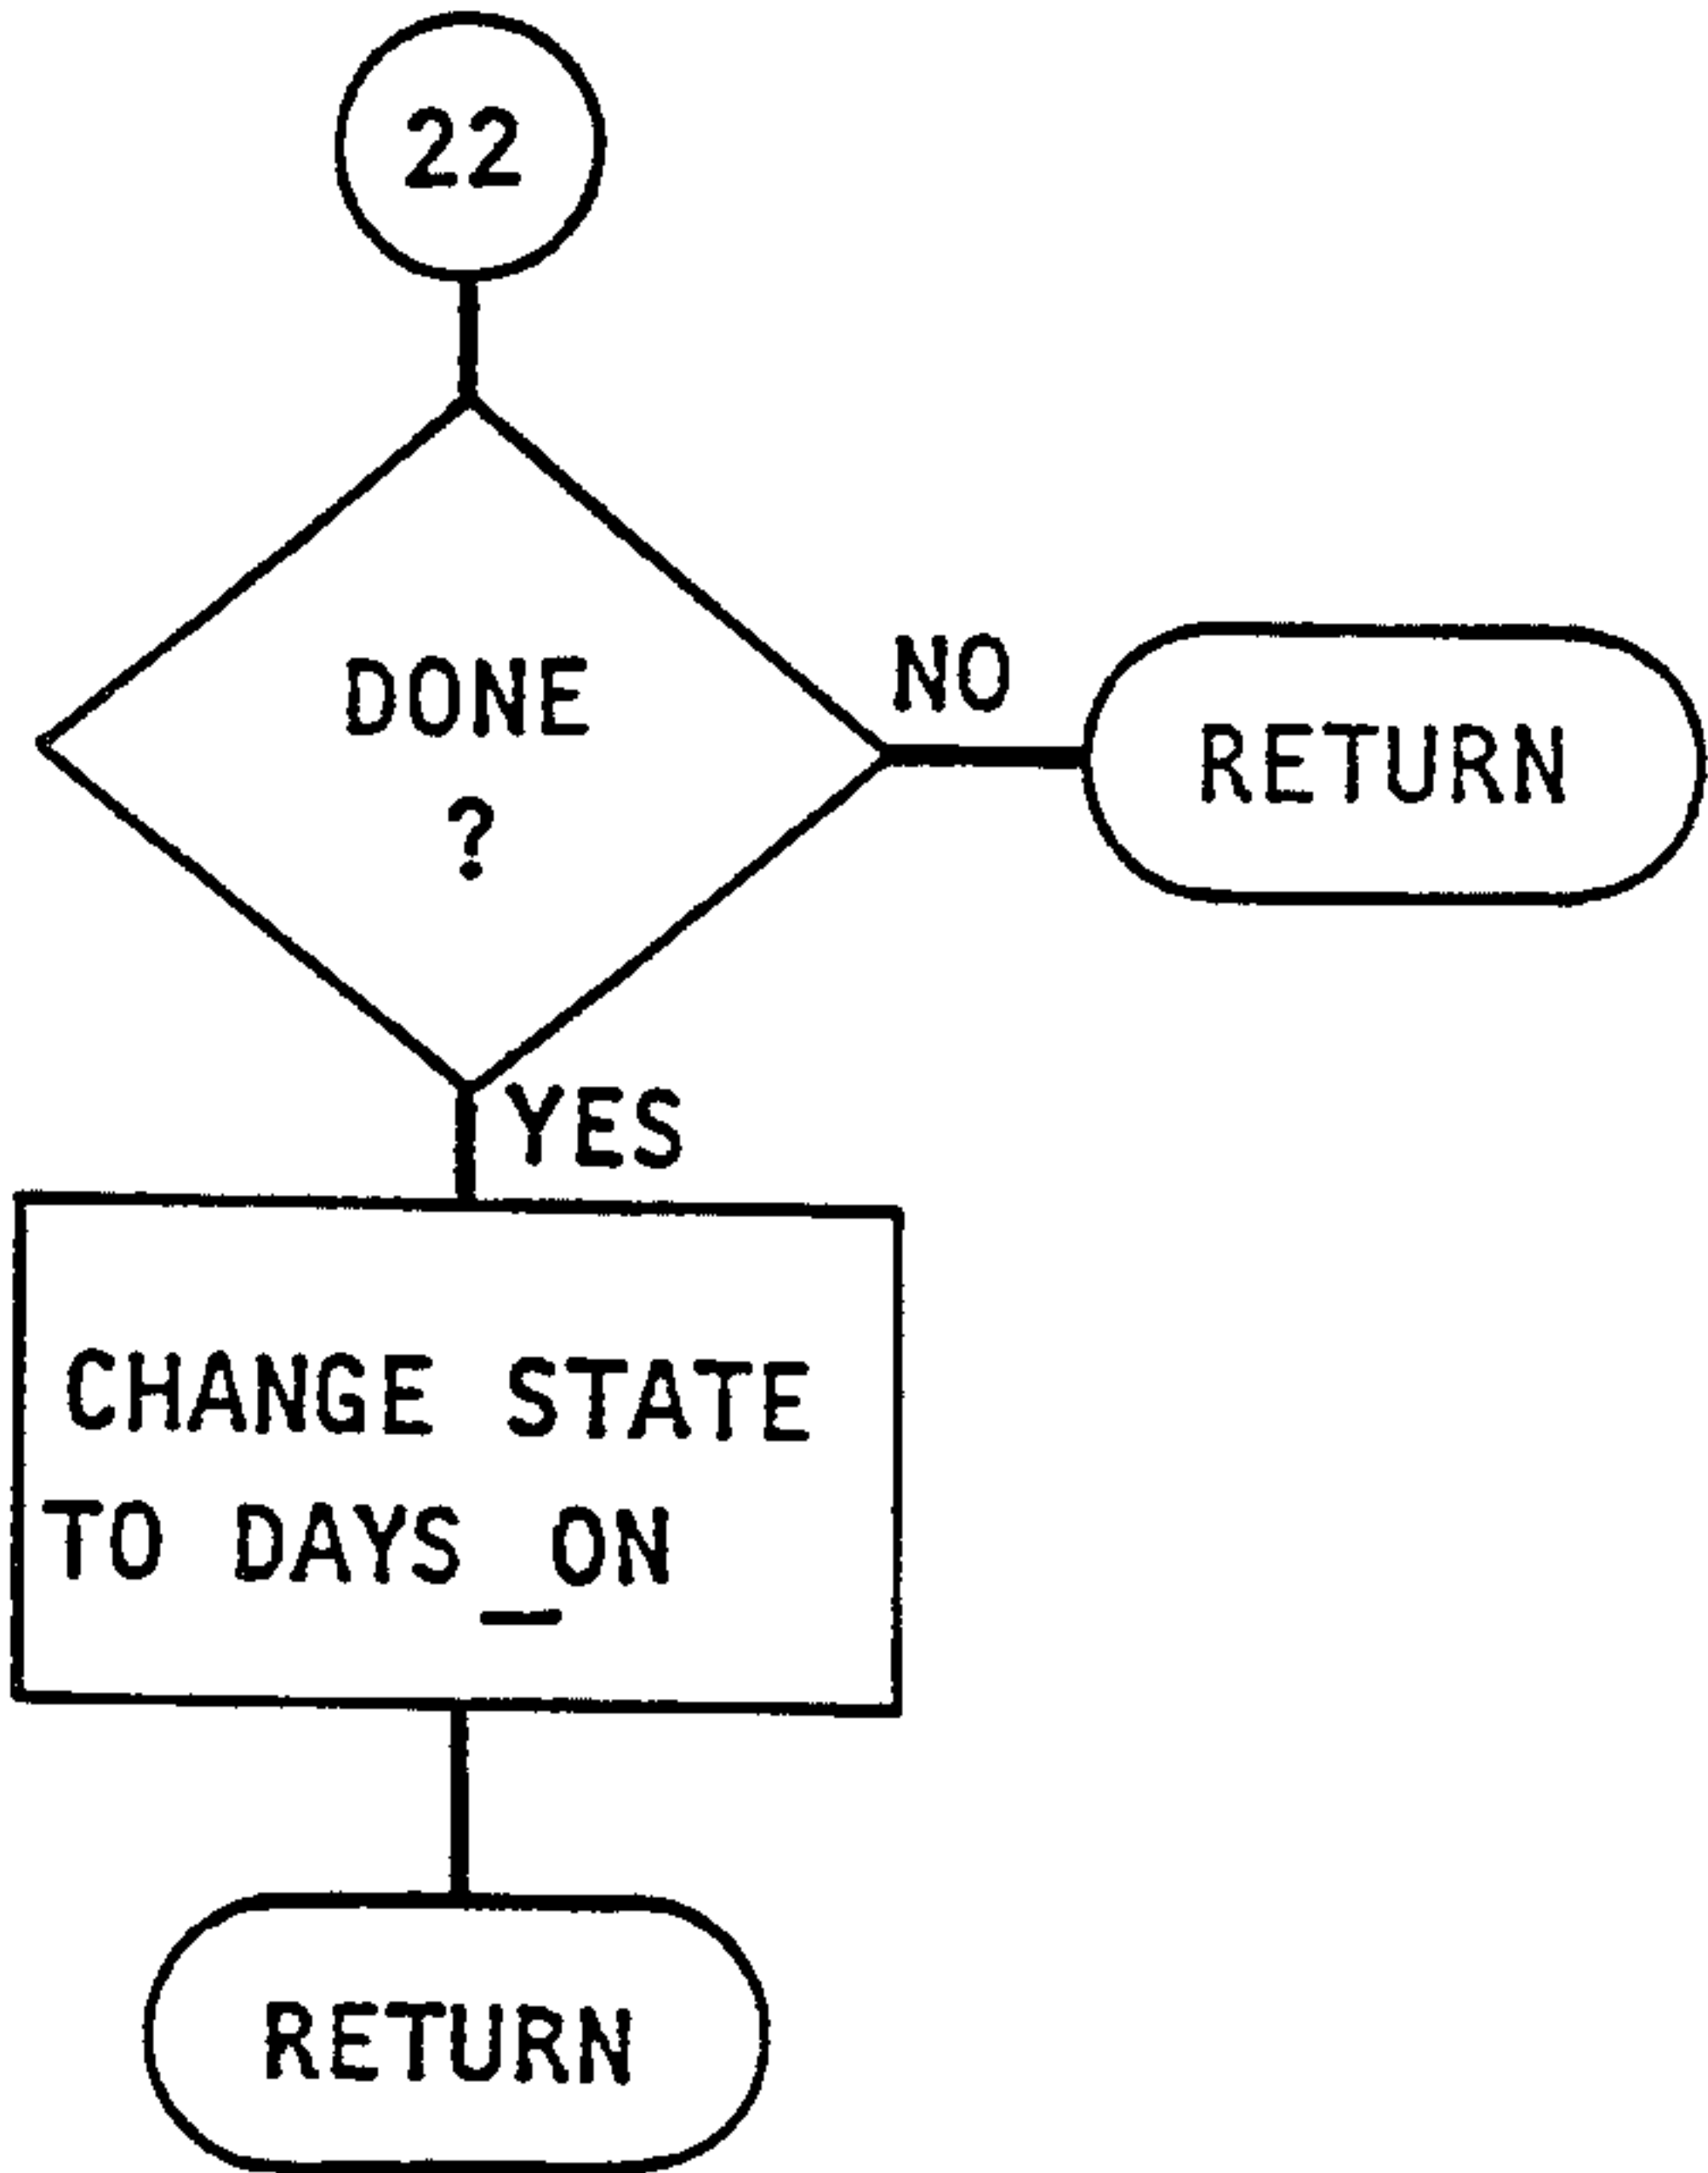 22
DONE
?
NO
RETURN
YES
CHANGE STATE
TO DAYS_ON
RETURN